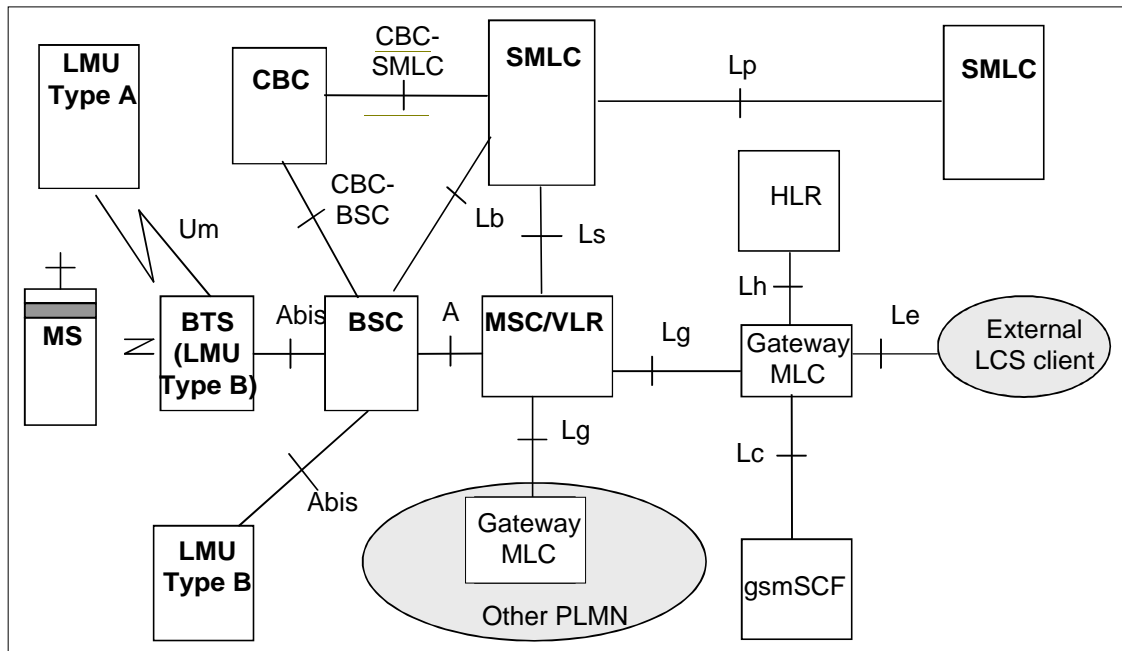 LMU
Type A
CBC
CBC-
SMLC
SMLC
Lp
SMLC
CBC-
BSC
Lb
Ls
HLR
Um
Lh
MS
BTS
(LMU
Type B)
Abis
BSC
A
MSC/VLR
Lg
Gateway
MLC
Le
External
LCS client
Abis
Lg
Lc
LMU
Type B
Gateway
MLC
Other PLMN
gsmSCF